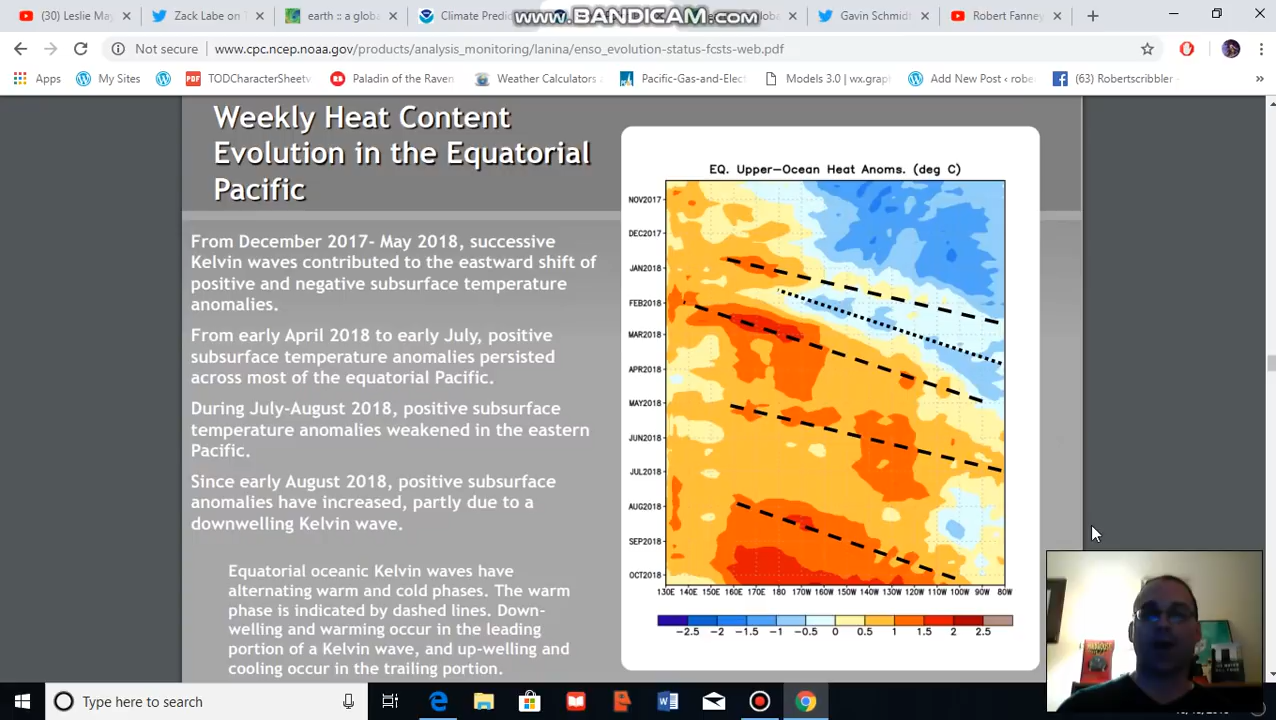 (30) Leslie Ma
Zack Labe on
earth :: a globa
Climate Predi
Gavin Schmidt
Robert Fanney
www.BANDICAM.com
Not secure
www.cpc.ncep.noaa.gov/products/analysis_monitoring/lanina/enso_evolution-status-fcsts-web.pdf
Apps
My Sites
TODCharacterSheetv
Paladin of the Raven
Weather Calculators
Pacific-Gas-and-Elect
Models 3.0 | wx.grap
Add New Post ‹ robe
(63) Robertscribbler
Weekly Heat Content
Evolution in the Equatorial
Pacific
From December 2017- May 2018, successive
Kelvin waves contributed to the eastward shift of
positive and negative subsurface temperature
anomalies.
From early April 2018 to early July, positive
subsurface temperature anomalies persisted
across most of the equatorial Pacific.
During July-August 2018, positive subsurface
temperature anomalies weakened in the eastern
Pacific.
Since early August 2018, positive subsurface
anomalies have increased, partly due to a
downwelling Kelvin wave.
Equatorial oceanic Kelvin waves have
alternating warm and cold phases. The warm
phase is indicated by dashed lines. Down-
welling and warming occur in the leading
portion of a Kelvin wave, and up-welling and
cooling occur in the trailing portion.
EQ. Upper-Ocean Heat Anoms. (deg C)
NOV2017
DEC2017
JAN2018
FEB2018
MAR2018
APR2018
MAY2018
JUN2018
JUL2018
AUG2018
SEP2018
OCT2018
130E 140E 150E 160E 170E 180 170W 160W 150W 140W 130W 120W 110W 100W 90W 80W
-2.5 -2 -1.5 -1 -0.5 0 0.5 1 1.5 2 2.5
Type here to search